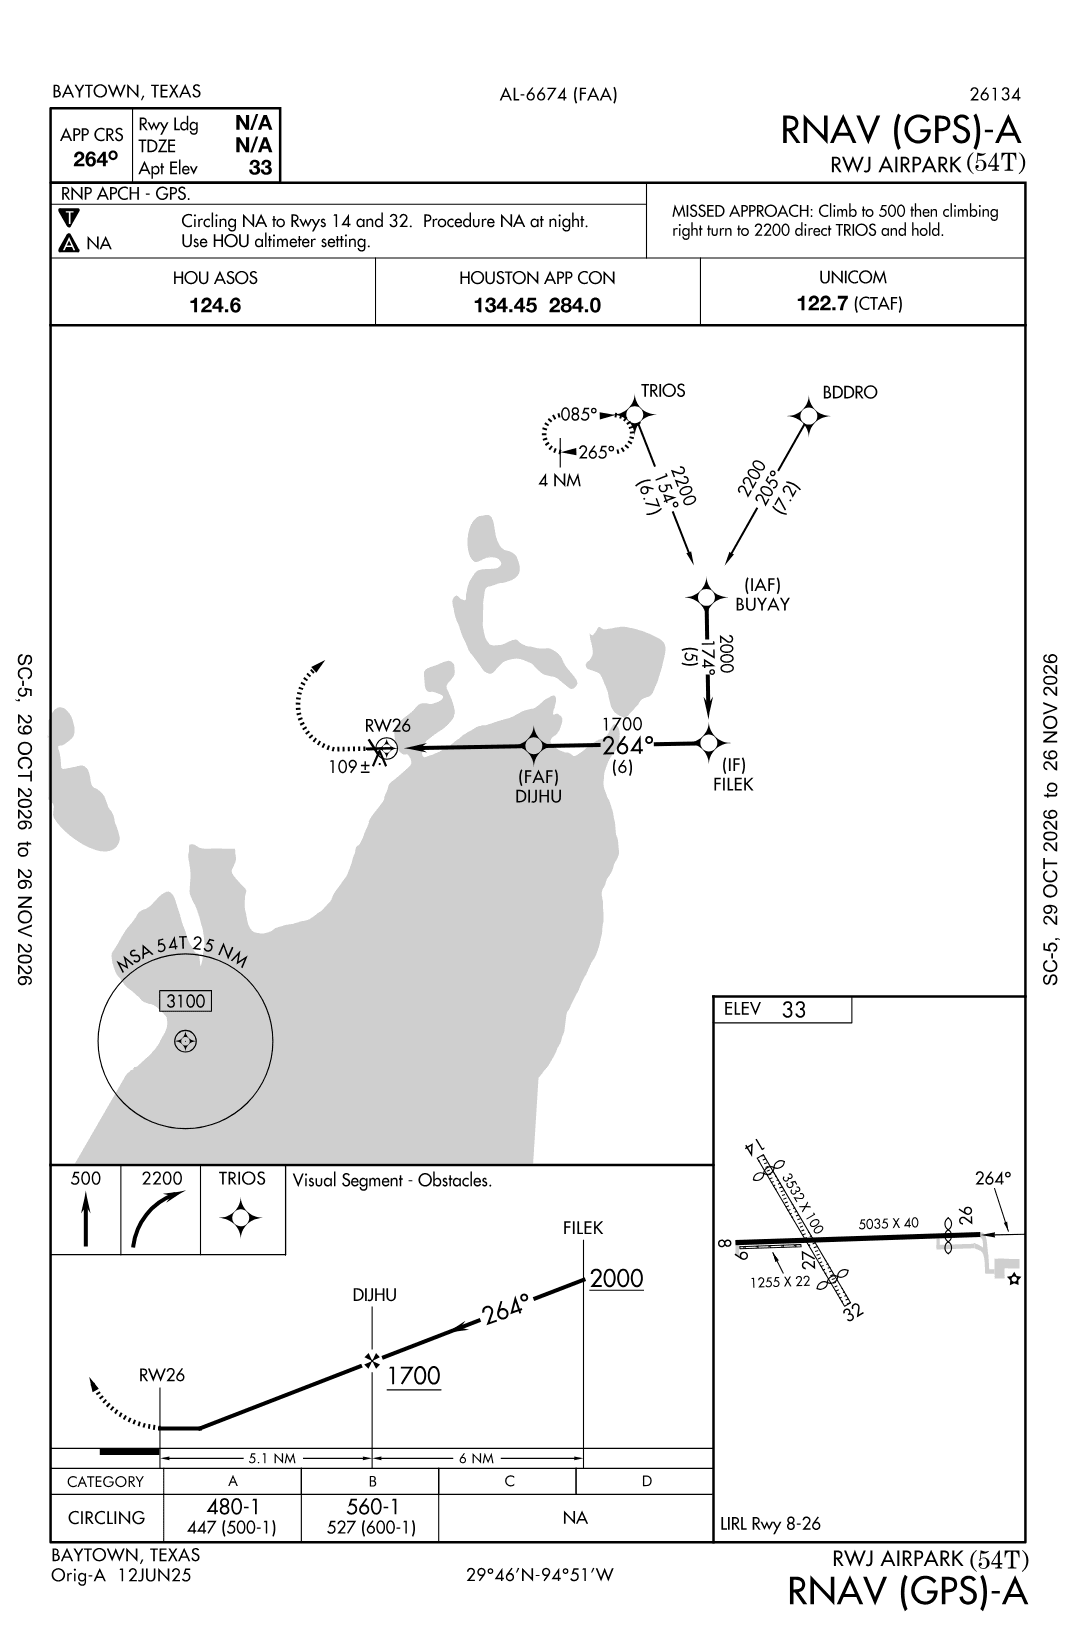 BAYTOWN, TEXAS
AL-6674 (FAA)
26134
RNAV (GPS)-A
RWJ AIRPARK (54T)
APP CRS
264°
Rwy Ldg N/A
TDZE N/A
Apt Elev 33
RNP APCH - GPS.
T
A NA
Circling NA to Rwys 14 and 32. Procedure NA at night.
Use HOU altimeter setting.
MISSED APPROACH: Climb to 500 then climbing
right turn to 2200 direct TRIOS and hold.
HOU ASOS
124.6
HOUSTON APP CON
134.45 284.0
UNICOM
122.7 (CTAF)
TRIOS
BDDRO
085°
265°
4 NM
2200
154°
(6.7)
2200
205°
(7.2)
(IAF)
BUYAY
2000
174°
(5)
RW26
109±
1700
264°
(6)
(FAF)
DIJHU
(IF)
FILEK
MSA 54T 25 NM
3100
SC-5, 29 OCT 2026 to 26 NOV 2026
SC-5, 29 OCT 2026 to 26 NOV 2026
ELEV 33
14
3532 X 100
264°
26
5035 X 40
8
9
27
1255 X 22
32
LIRL Rwy 8-26
500
2200
TRIOS
Visual Segment - Obstacles.
FILEK
2000
264°
DIJHU
1700
RW26
5.1 NM
6 NM
CATEGORY A B C D
CIRCLING
480-1
447 (500-1)
560-1
527 (600-1)
NA
BAYTOWN, TEXAS
Orig-A 12JUN25
29°46'N-94°51'W
RWJ AIRPARK (54T)
RNAV (GPS)-A